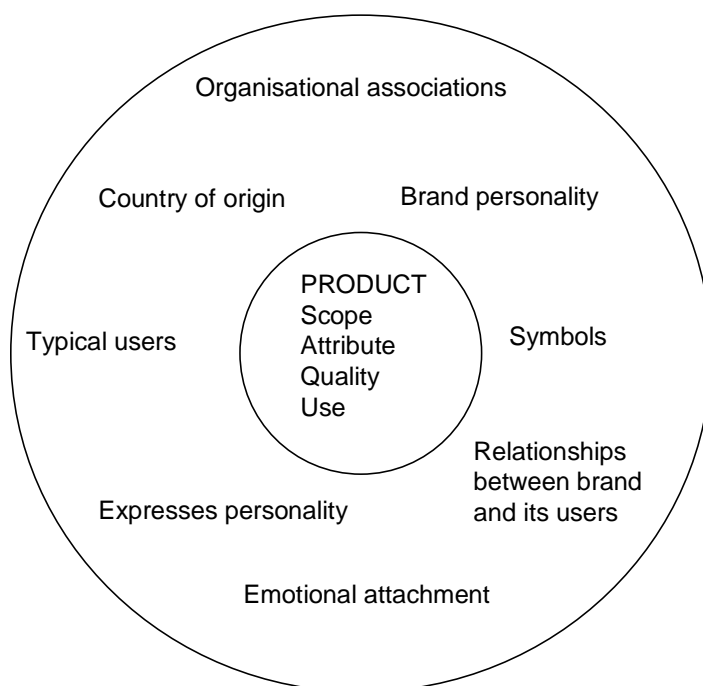 Organisational associations
Country of origin
Brand personality
PRODUCT
Scope
Attribute
Quality
Use
Typical users
Symbols
Relationships
between brand
and its users
Expresses personality
Emotional attachment